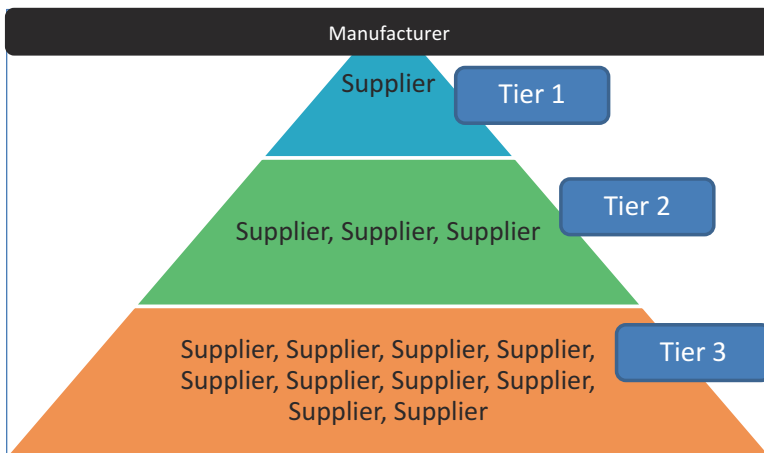 Manufacturer
Supplier
Tier 1
Supplier, Supplier, Supplier
Tier 2
Supplier, Supplier, Supplier, Supplier,
Supplier, Supplier, Supplier, Supplier,
Supplier, Supplier
Tier 3